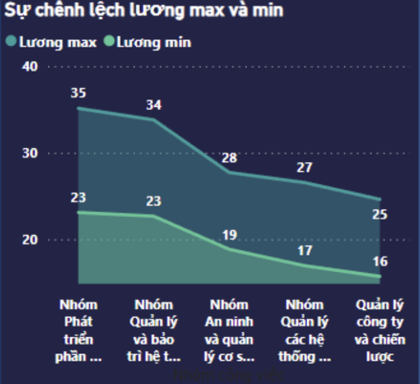 Sự chênh lệch lương max và min
Lương max Lương min
40
35
34
30
28
27
25
23
23
20
19
17
16
Nhóm
Phát
triển
phần ...
Nhóm
Quản lý
và bảo
trì hệ t...
Nhóm
An ninh
và quản
lý cơ s...
Nhóm
Quản lý
các hệ
thống ...
Quản lý
công ty
và chiến
lược